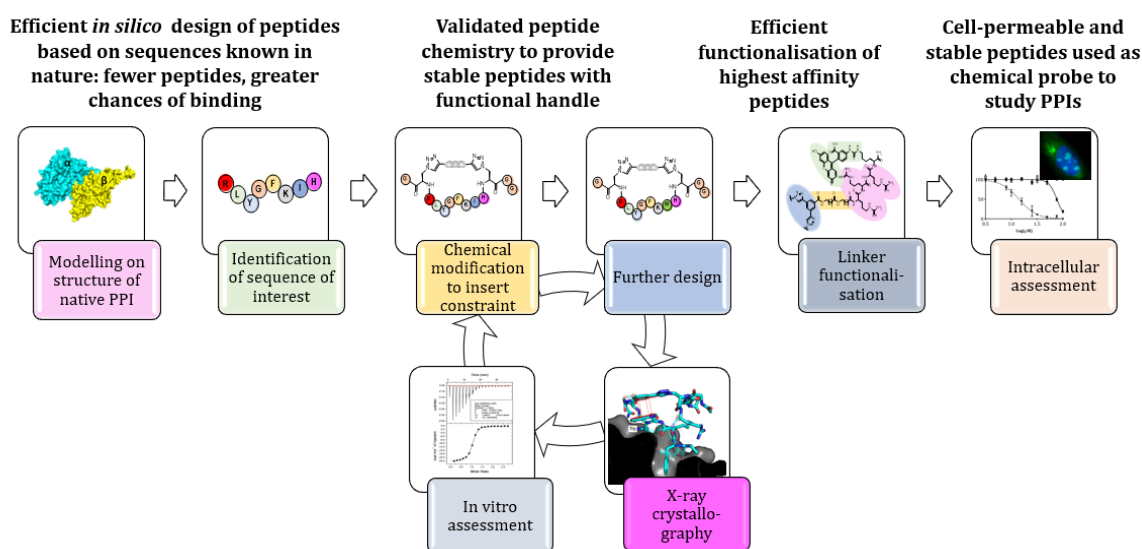 Efficient in silico design of peptides
based on sequences known in
nature: fewer peptides, greater
chances of binding
Validated peptide
chemistry to provide
stable peptides with
functional handle
Efficient
functionalisation of
highest affinity
peptides
Cell-permeable and
stable peptides used as
chemical probe to
study PPIs
α
β
R L Y G F K I H
Modelling on
structure of
native PPI
Identification
of sequence of
interest
Chemical
modification
to insert
constraint
Further design
Linker
functionali-
sation
Intracellular
assessment
In vitro
assessment
X-ray
crystallo-
graphy